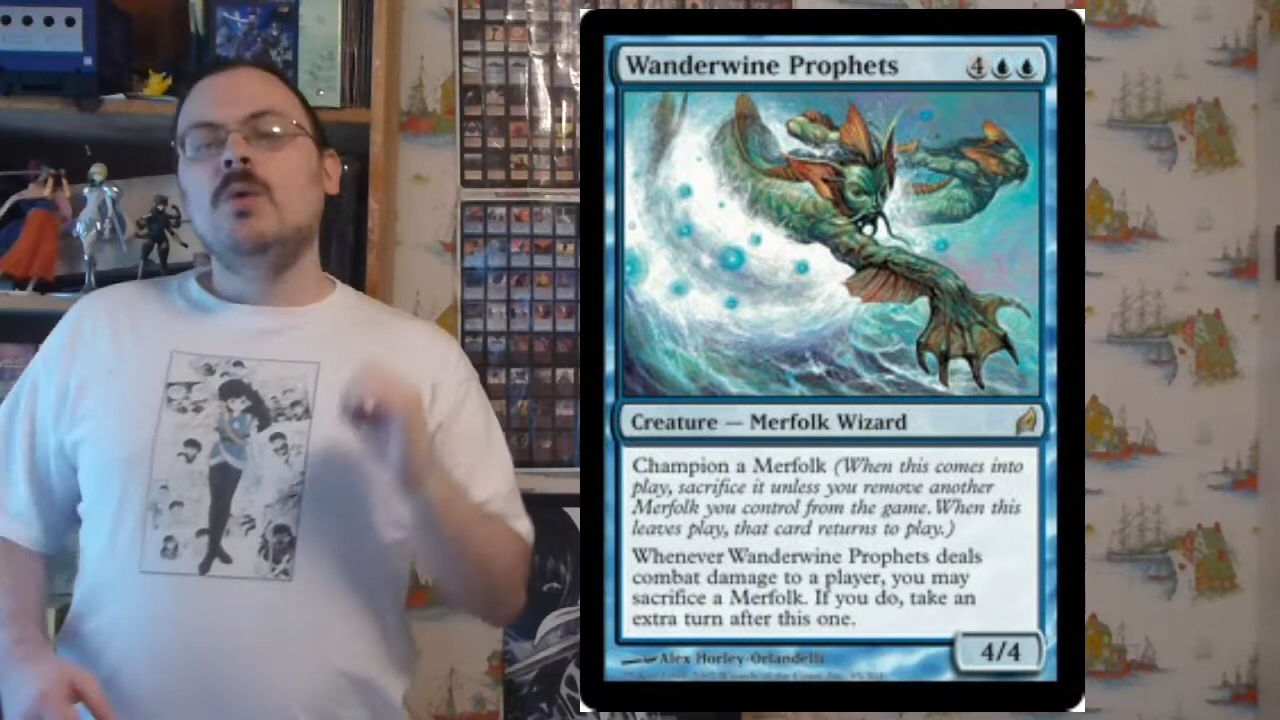 Wanderwine Prophets 4
Creature — Merfolk Wizard
Champion a Merfolk (When this comes into
play, sacrifice it unless you remove another
Merfolk you control from the game. When this
leaves play, that card returns to play.)
Whenever Wanderwine Prophets deals
combat damage to a player, you may
sacrifice a Merfolk. If you do, take an
extra turn after this one.
4/4
Alex Horley-Orlandelli